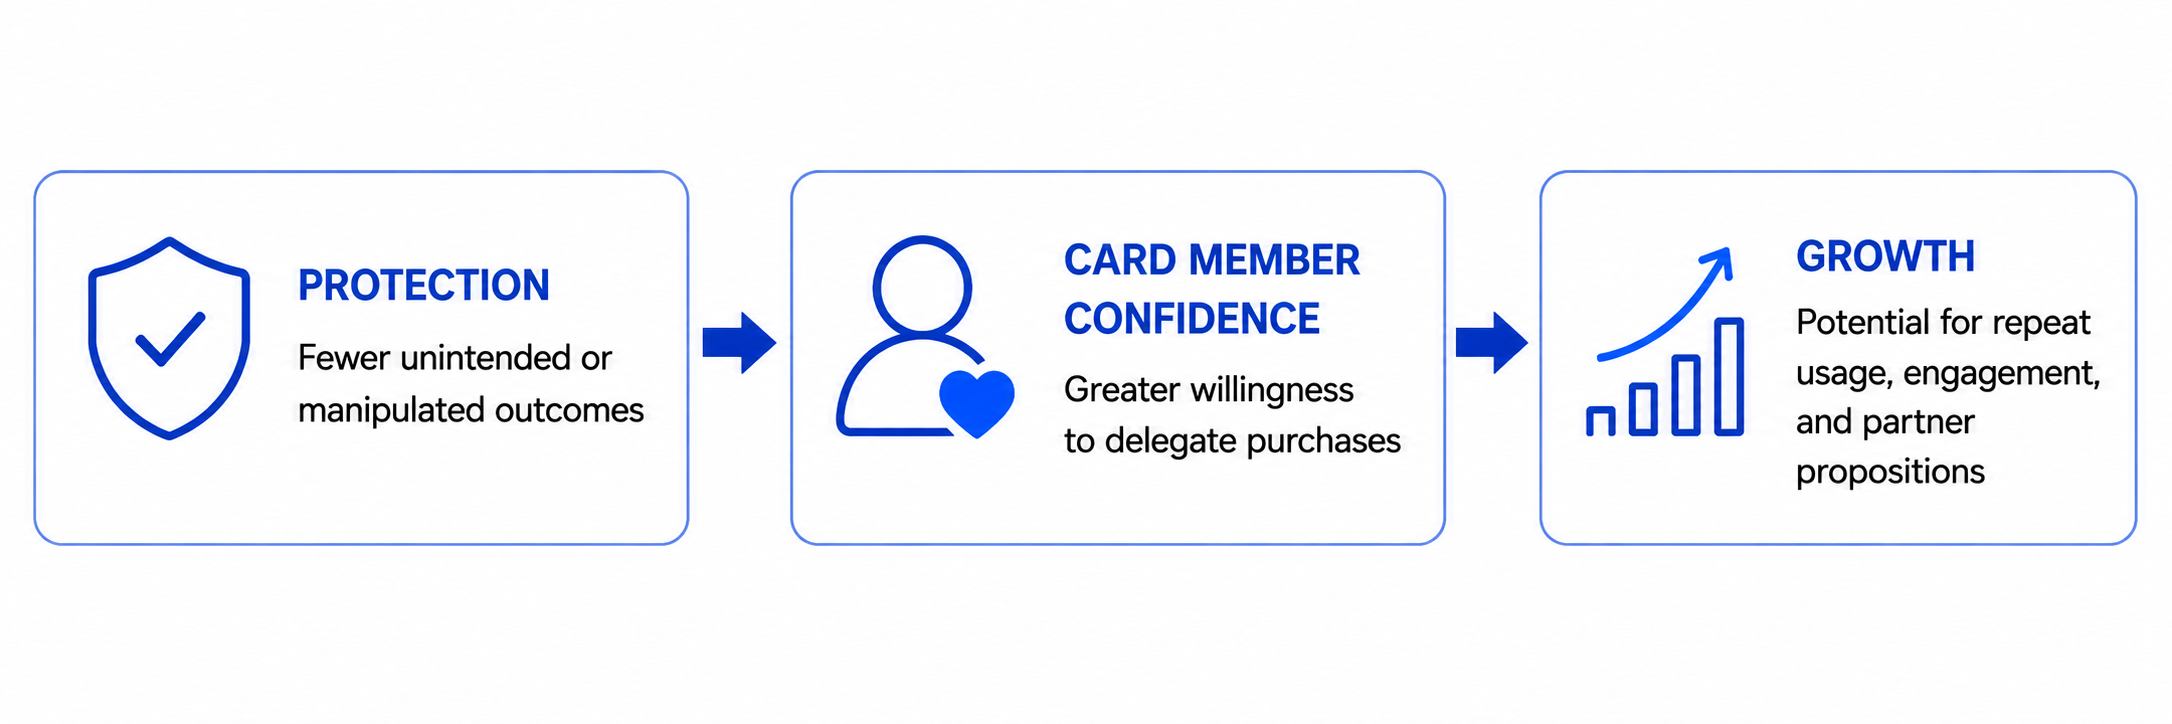 PROTECTION
Fewer unintended or
manipulated outcomes
CARD MEMBER
CONFIDENCE
Greater willingness
to delegate purchases
GROWTH
Potential for repeat
usage, engagement,
and partner
propositions